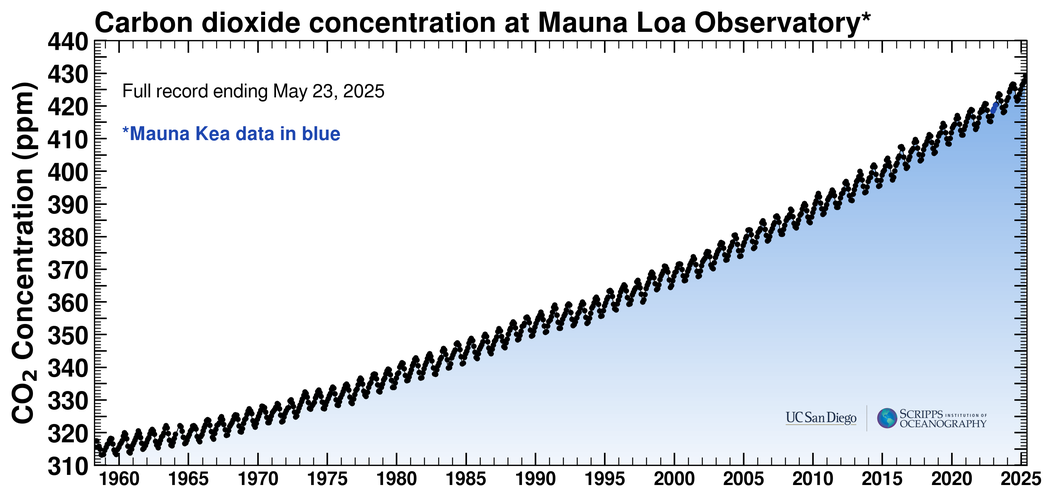 Carbon dioxide concentration at Mauna Loa Observatory*
Full record ending May 23, 2025
*Mauna Kea data in blue
CO₂ Concentration (ppm)
440
430
420
410
400
390
380
370
360
350
340
330
320
310
1960 1965 1970 1975 1980 1985 1990 1995 2000 2005 2010 2015 2020 2025
UC San Diego
SCRIPPS INSTITUTION OF
OCEANOGRAPHY